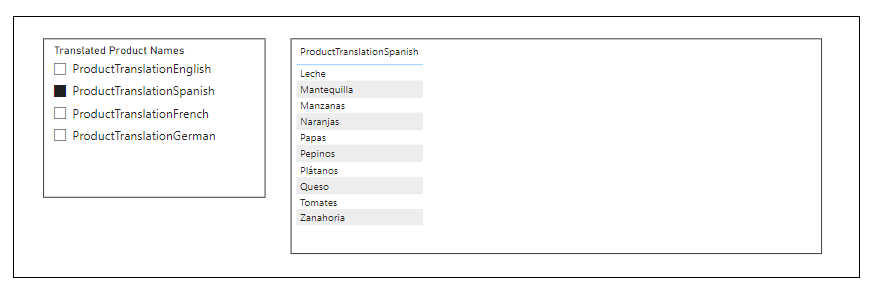 Translated Product Names
ProductTranslationEnglish
ProductTranslationSpanish
ProductTranslationFrench
ProductTranslationGerman
ProductTranslationSpanish
Leche
Mantequilla
Manzanas
Naranjas
Papas
Pepinos
Plátanos
Queso
Tomates
Zanahoria